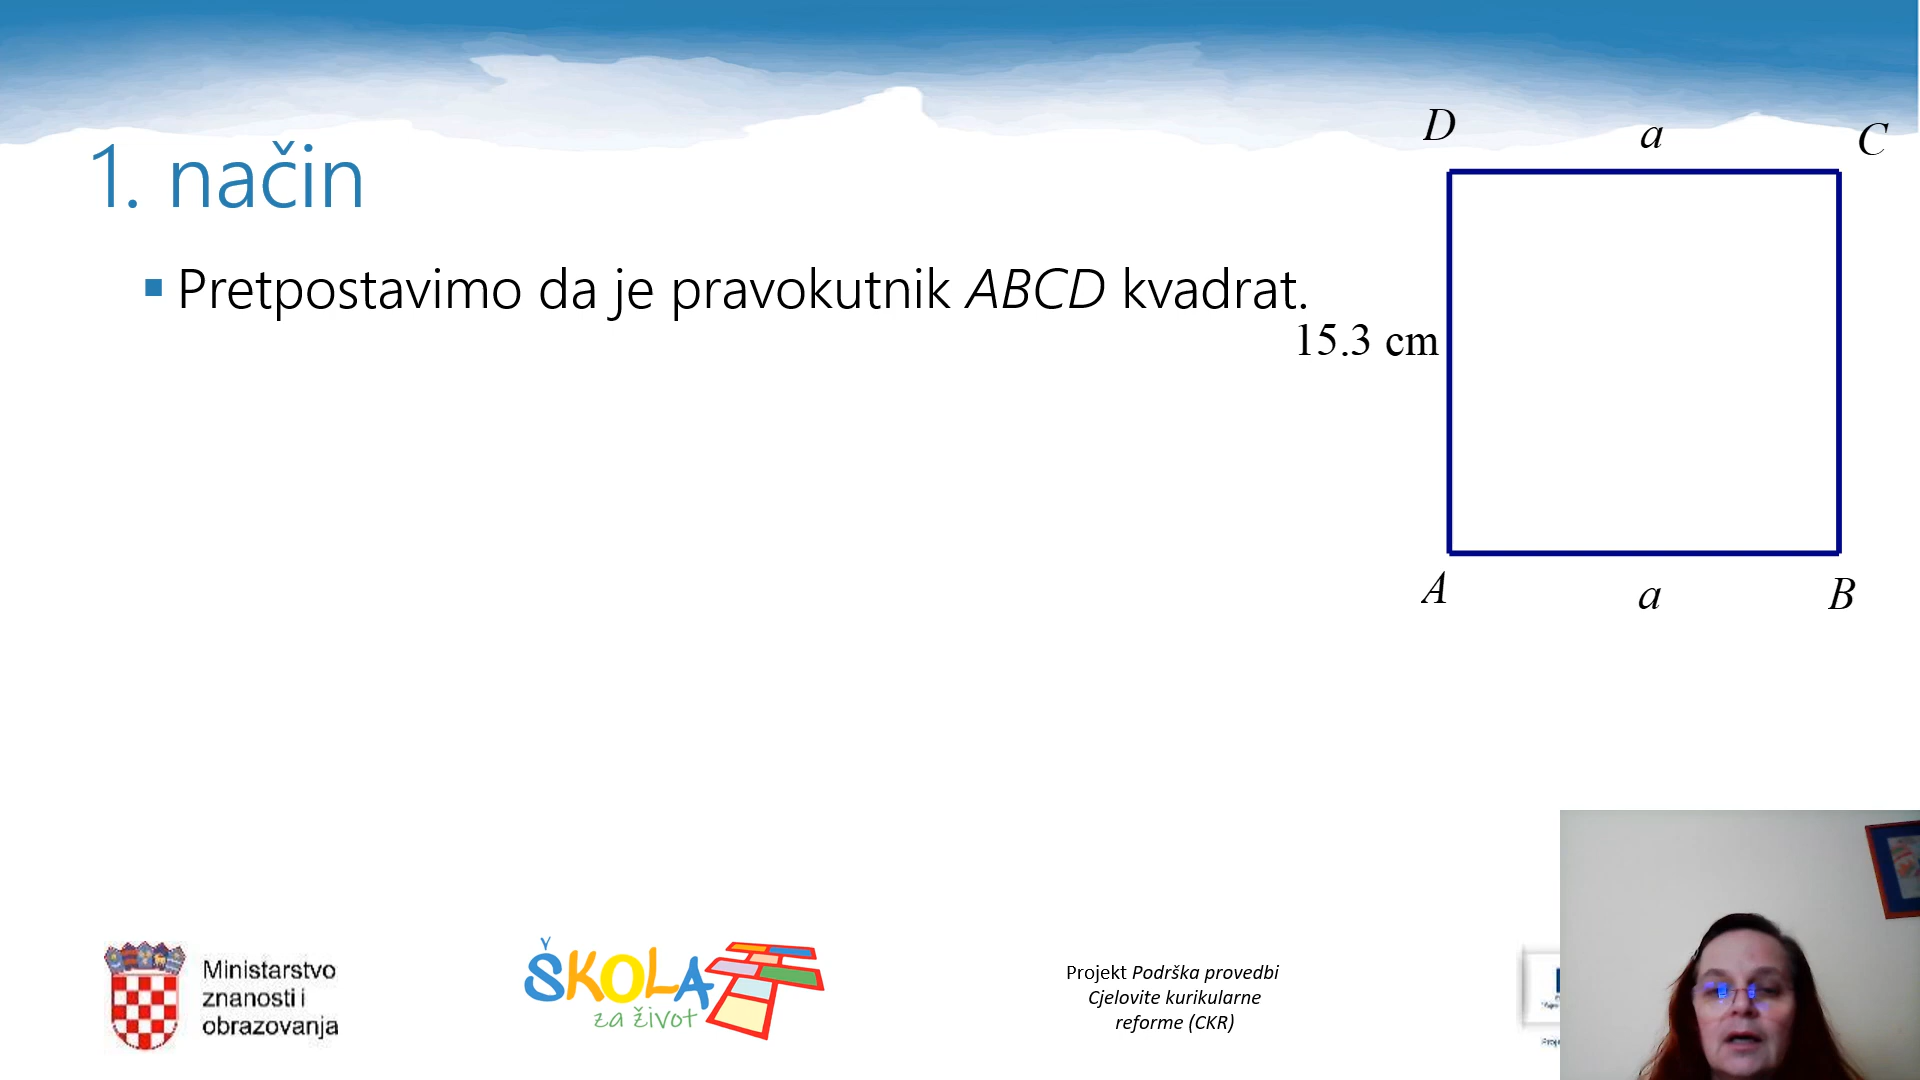 1. način
Pretpostavimo da je pravokutnik ABCD kvadrat.
D
a
C
15.3 cm
A
a
B
Ministarstvo
znanosti i
obrazovanja
ŠKOLA
za život
Projekt Podrška provedbi
Cjelovite kurikularne
reforme (CKR)